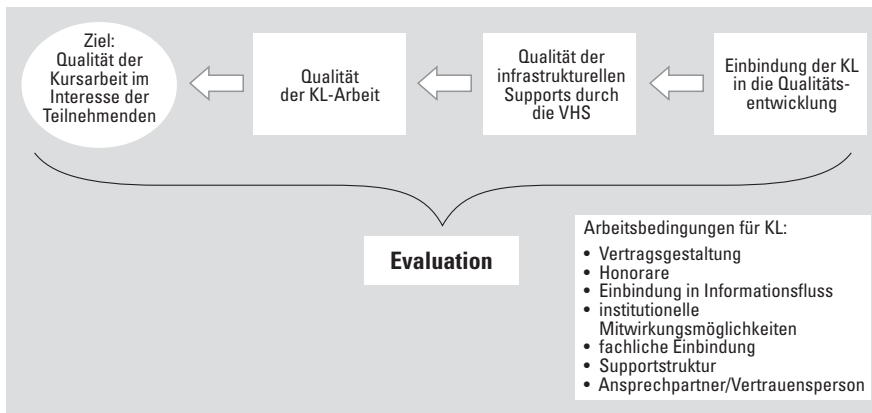 Ziel:
Qualität der
Kursarbeit im
Interesse der
Teilnehmenden
Qualität
der KL-Arbeit
Qualität der
infrastrukturellen
Supports durch
die VHS
Einbindung der KL
in die Qualitäts-
entwicklung
Evaluation
Arbeitsbedingungen für KL:
• Vertragsgestaltung
• Honorare
• Einbindung in Informationsfluss
• institutionelle
Mitwirkungsmöglichkeiten
• fachliche Einbindung
• Supportstruktur
• Ansprechpartner/Vertrauensperson